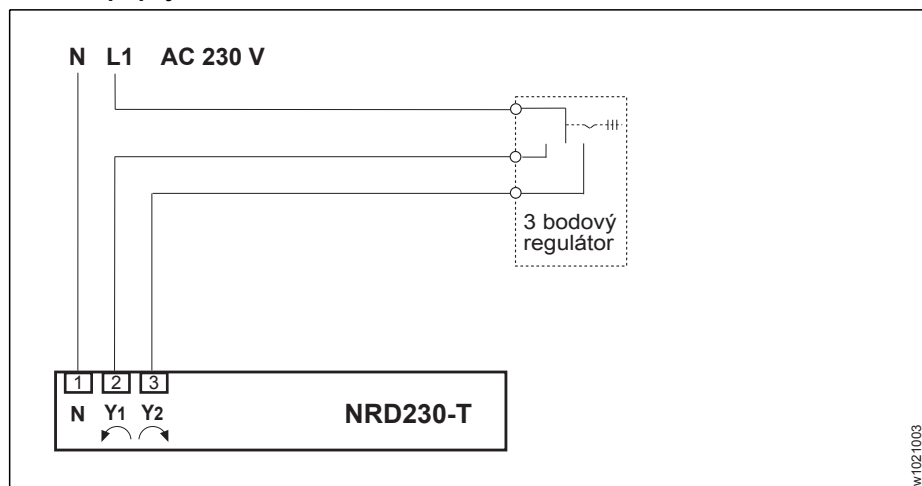 N L1 AC 230 V
3 bodový
regulátor
1 2 3
N Y1 Y2
NRD230-T
w1021003